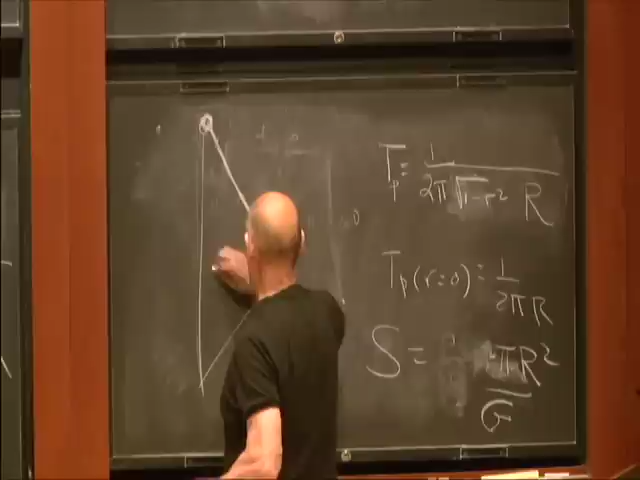 T_p = 1 / 2π √1-r² R
T_p(r=0) = 1 / 2πR
S = πR² / G